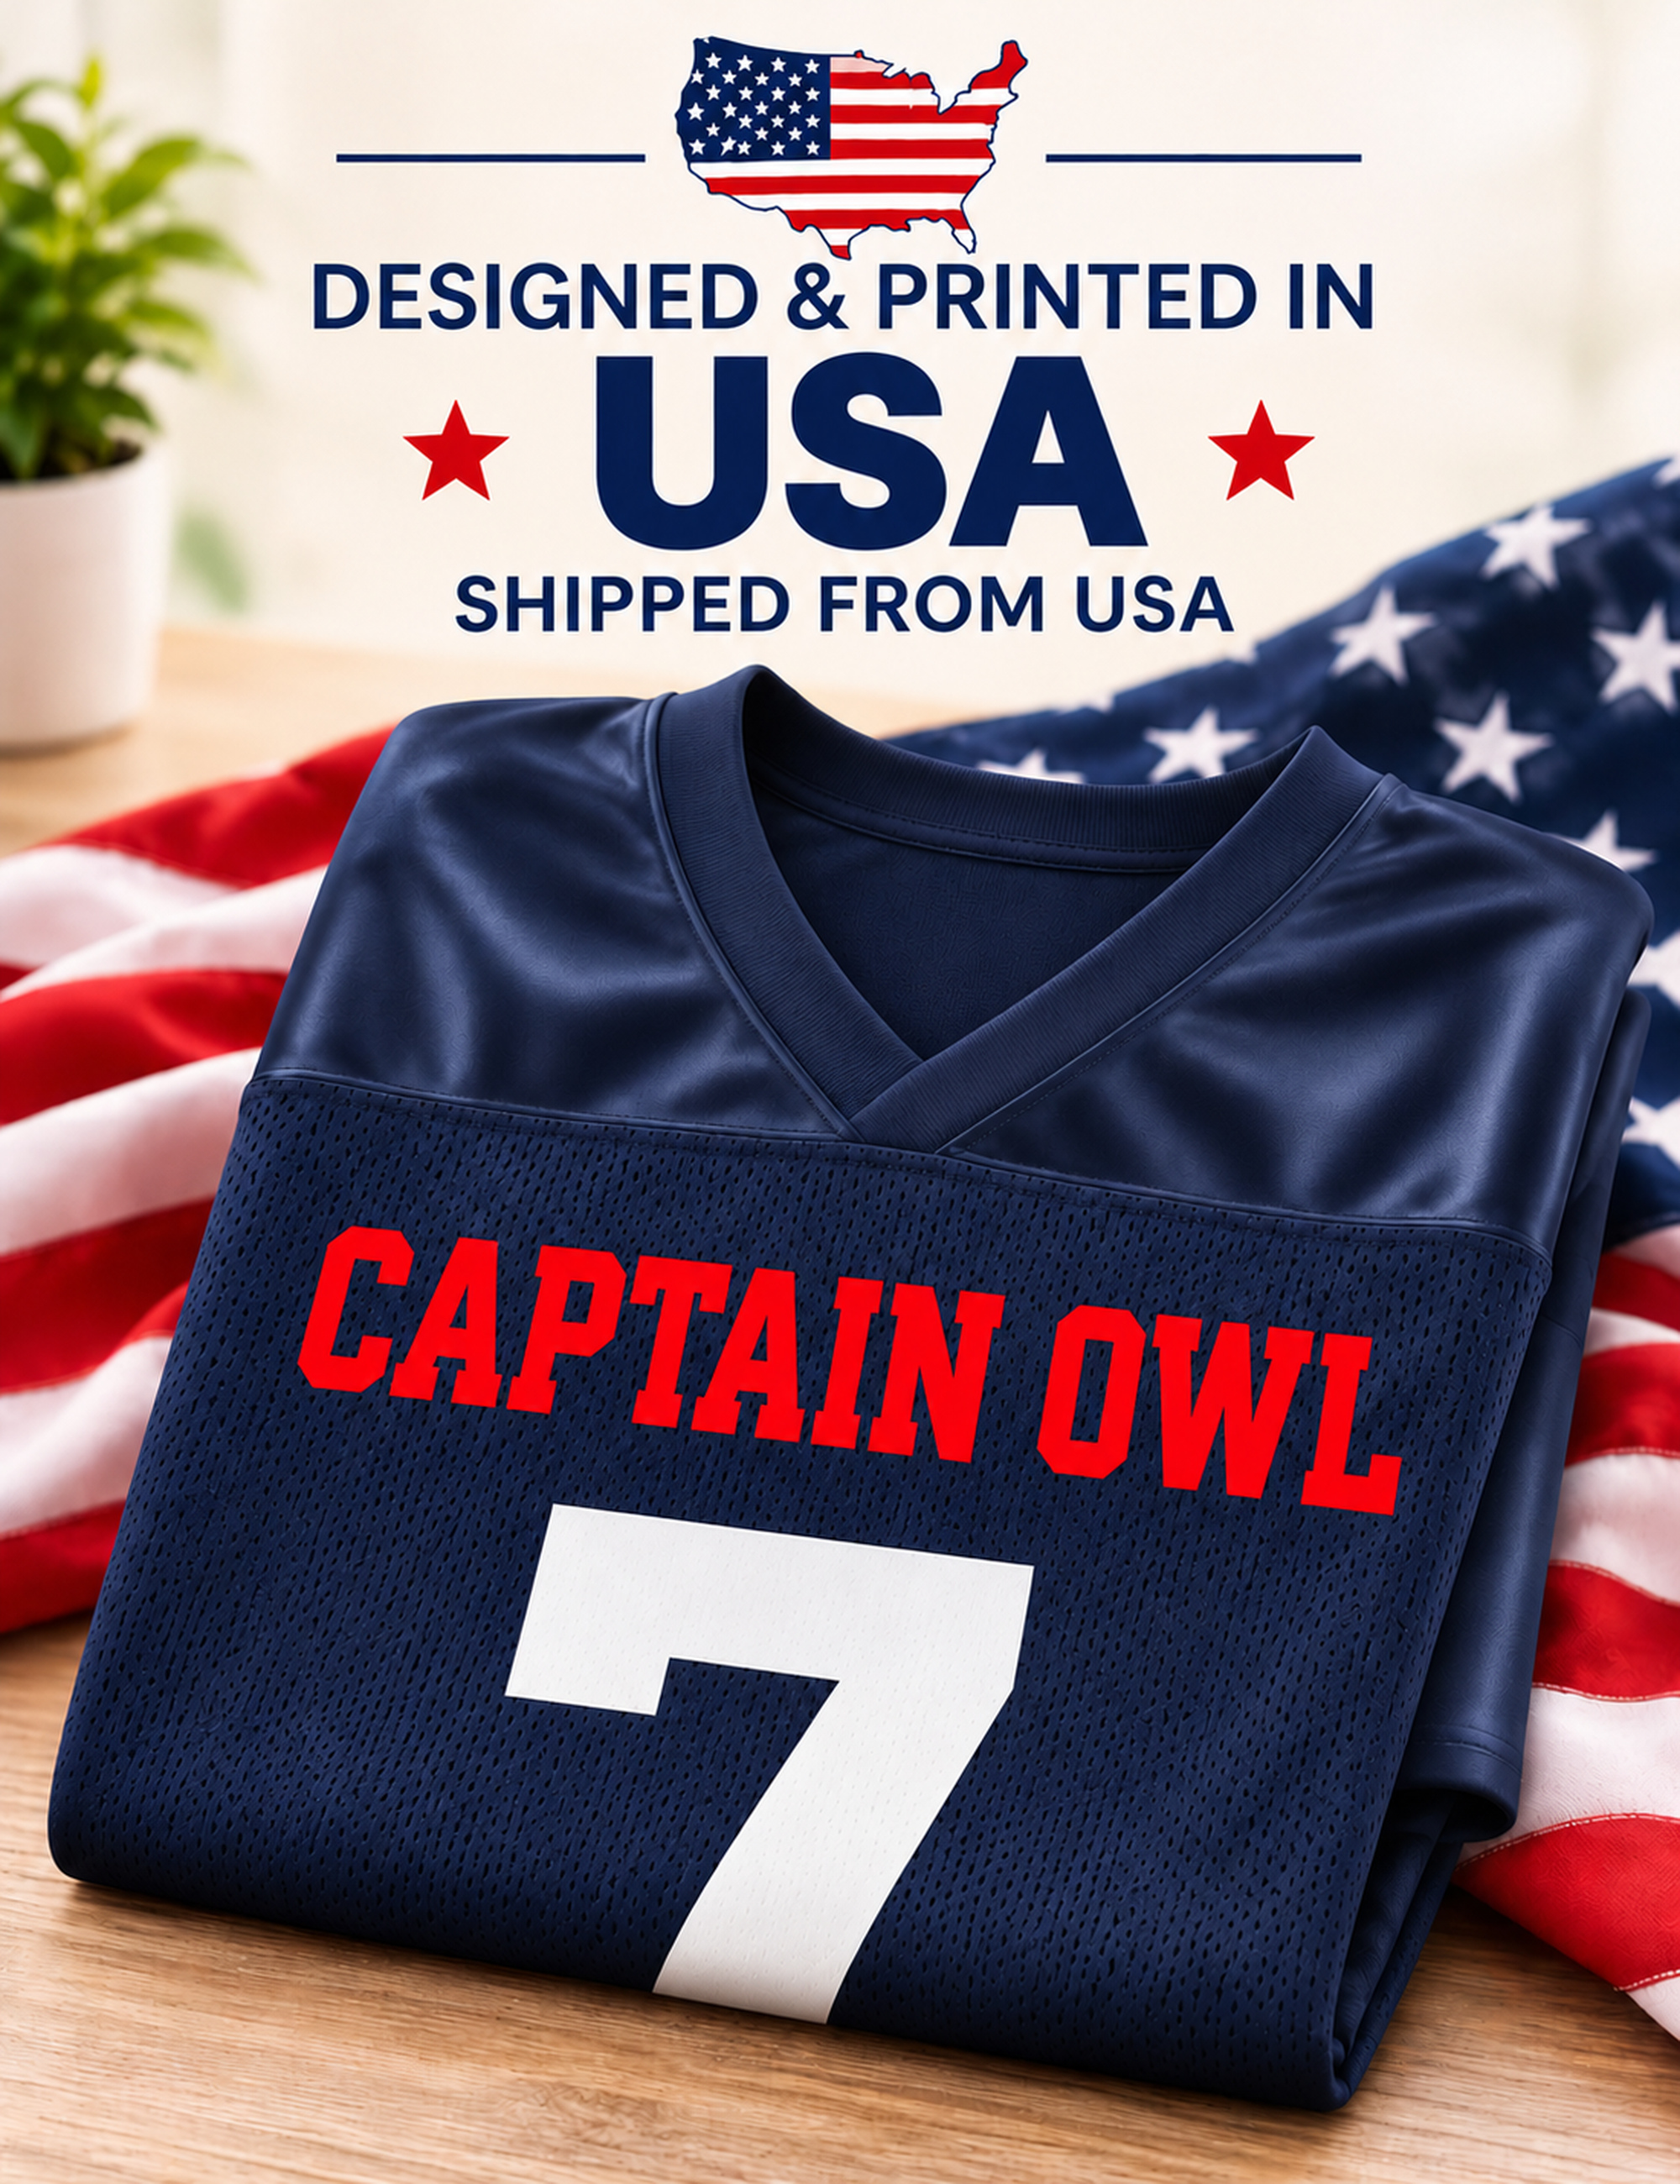 DESIGNED & PRINTED IN
USA
SHIPPED FROM USA
CAPTAIN OWL
7